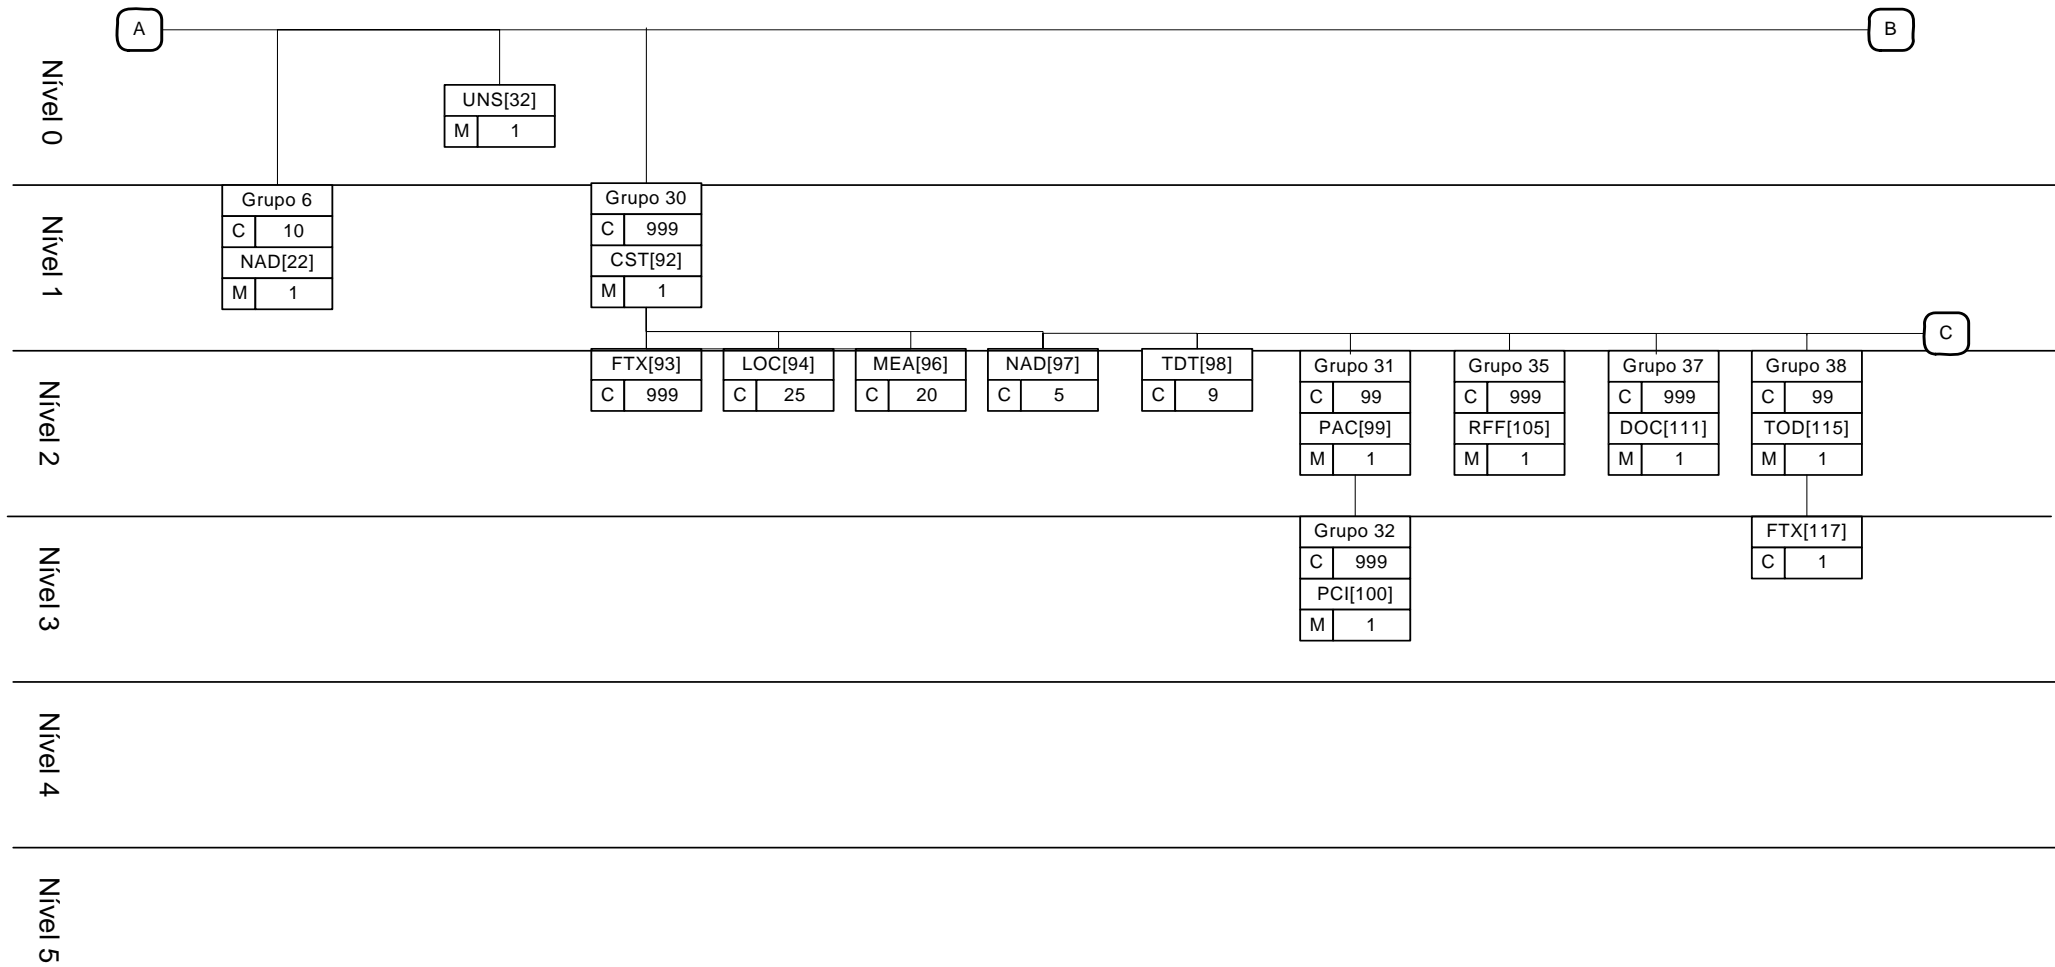 A
B
Nível 0
UNS[32]
M 1
Nível 1
Grupo 6
C 10
NAD[22]
M 1
Grupo 30
C 999
CST[92]
M 1
C
Nível 2
FTX[93]
C 999
LOC[94]
C 25
MEA[96]
C 20
NAD[97]
C 5
TDT[98]
C 9
Grupo 31
C 99
PAC[99]
M 1
Grupo 35
C 999
RFF[105]
M 1
Grupo 37
C 999
DOC[111]
M 1
Grupo 38
C 99
TOD[115]
M 1
Nível 3
Grupo 32
C 999
PCI[100]
M 1
FTX[117]
C 1
Nível 4
Nível 5